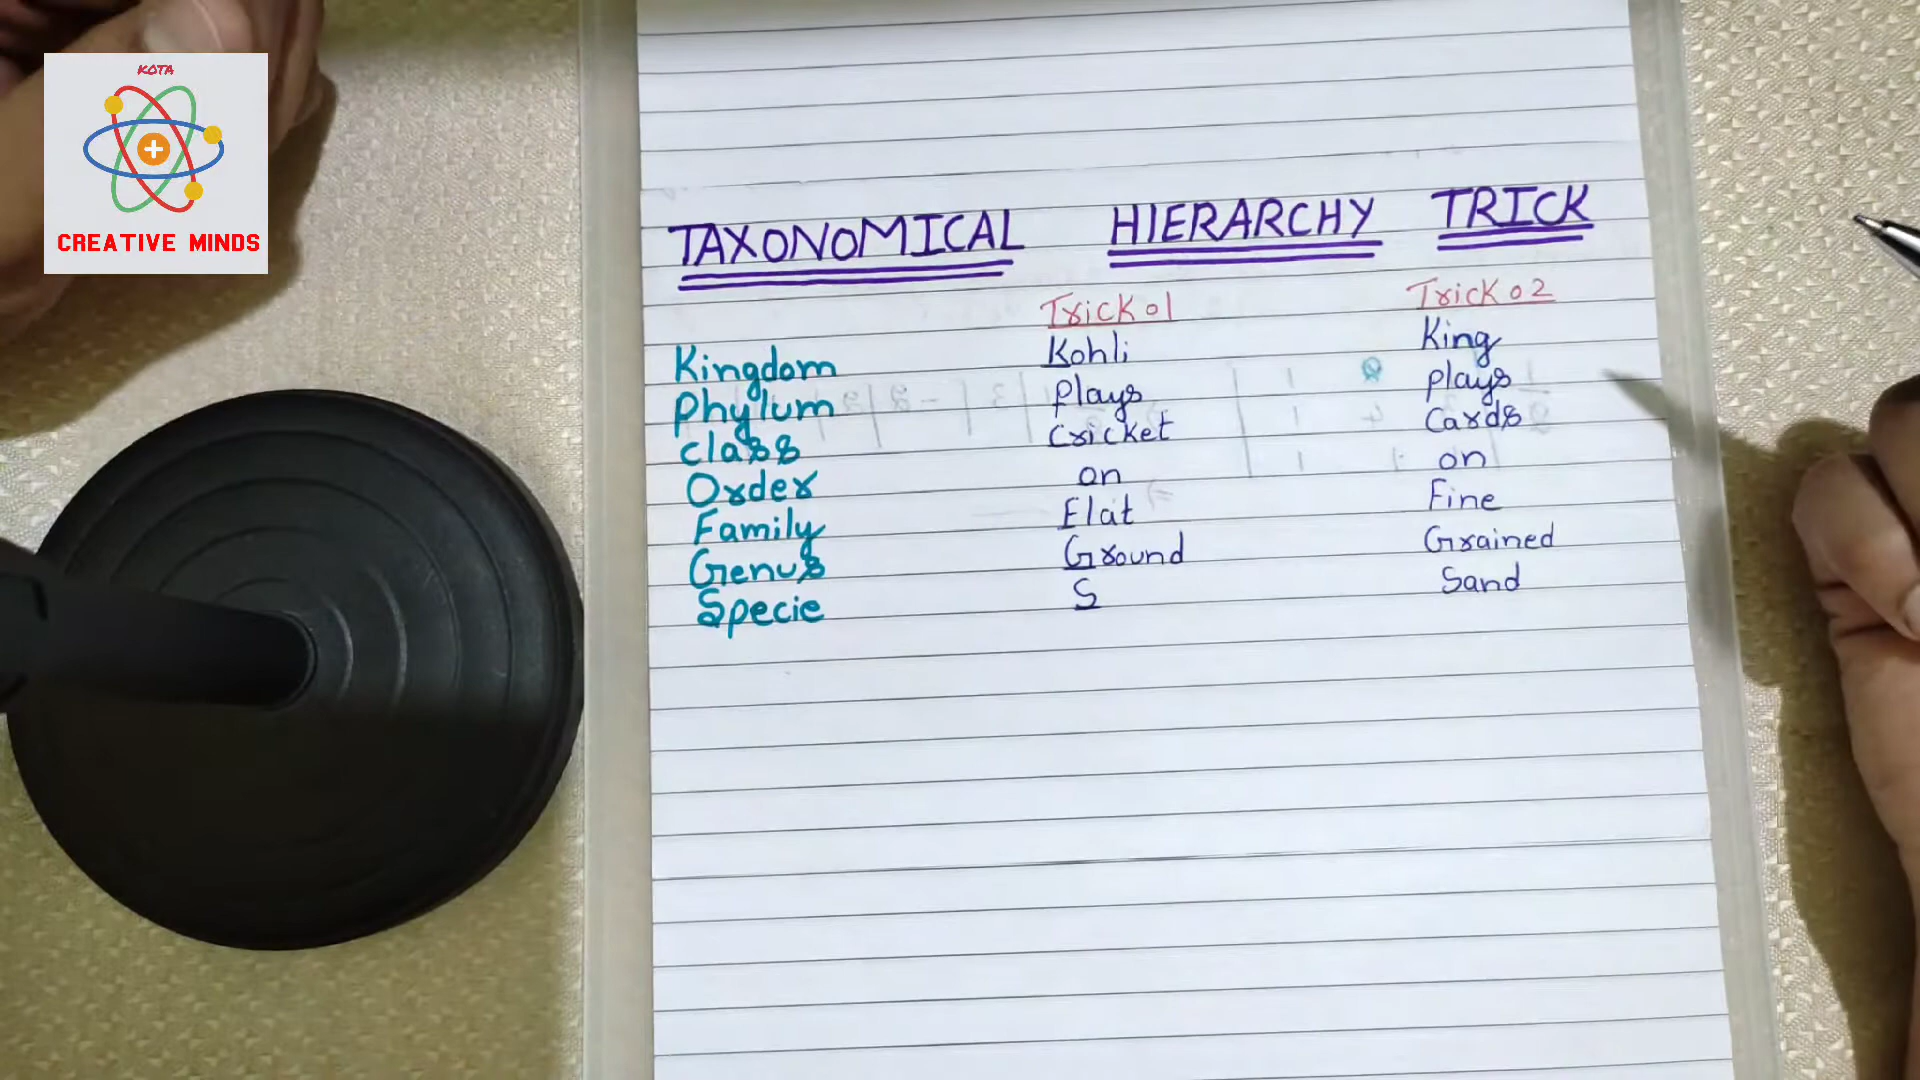 KOTA
CREATIVE MINDS
TAXONOMICAL HIERARCHY TRICK
Trick 01 Trick 02
Kingdom Kohli King
Phylum Plays plays
class Cricket Cards
Order on on
Family Flat Fine
Genus Ground Grained
Specie S Sand